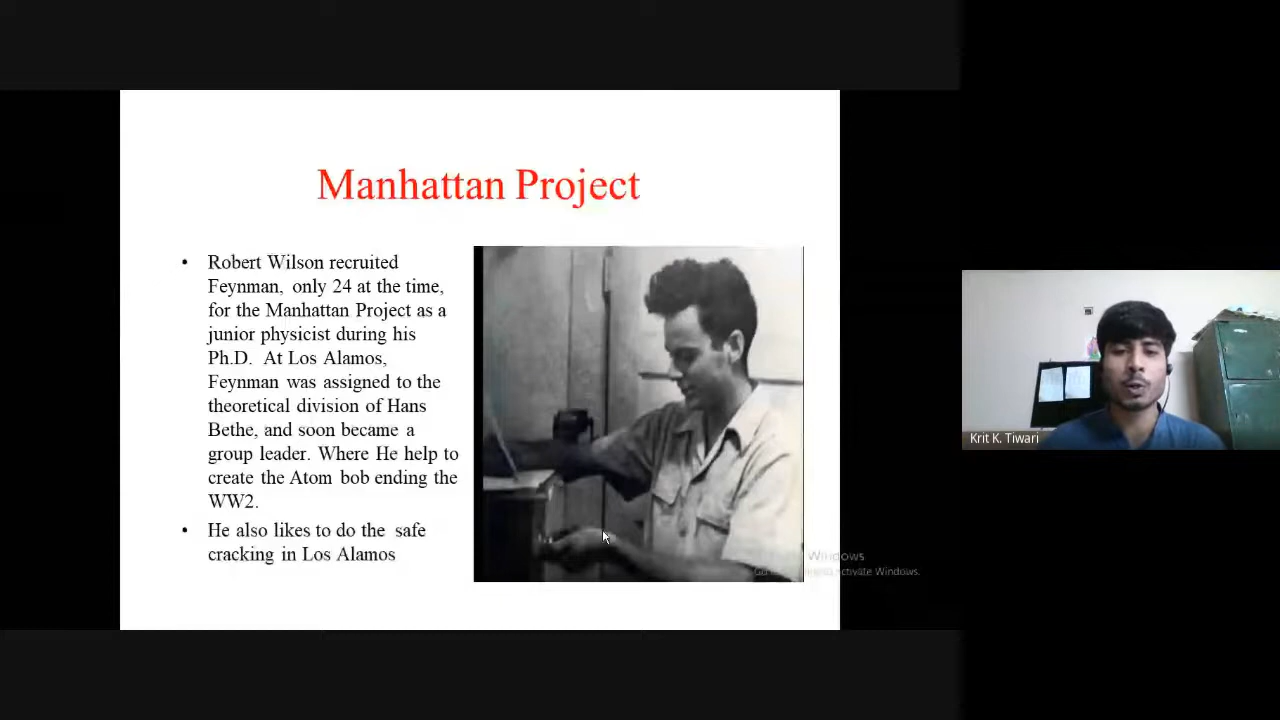 Manhattan Project
• Robert Wilson recruited
Feynman, only 24 at the time,
for the Manhattan Project as a
junior physicist during his
Ph.D. At Los Alamos,
Feynman was assigned to the
theoretical division of Hans
Bethe, and soon became a
group leader. Where He help to
create the Atom bob ending the
WW2.
• He also likes to do the safe
cracking in Los Alamos
Windows
activate Windows.
Krit K. Tiwari